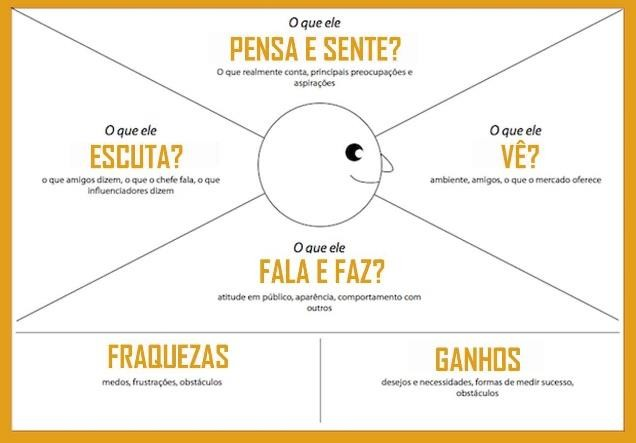 O que ele
PENSA E SENTE?
O que realmente conta, principais preocupações e
aspirações
O que ele
ESCUTA?
o que amigos dizem, o que o chefe fala, o que
influenciadores dizem
O que ele
VÊ?
ambiente, amigos, o que o mercado oferece
O que ele
FALA E FAZ?
atitude em público, aparência, comportamento com
outros
FRAQUEZAS
medos, frustrações, obstáculos
GANHOS
desejos e necessidades, formas de medir sucesso,
obstáculos